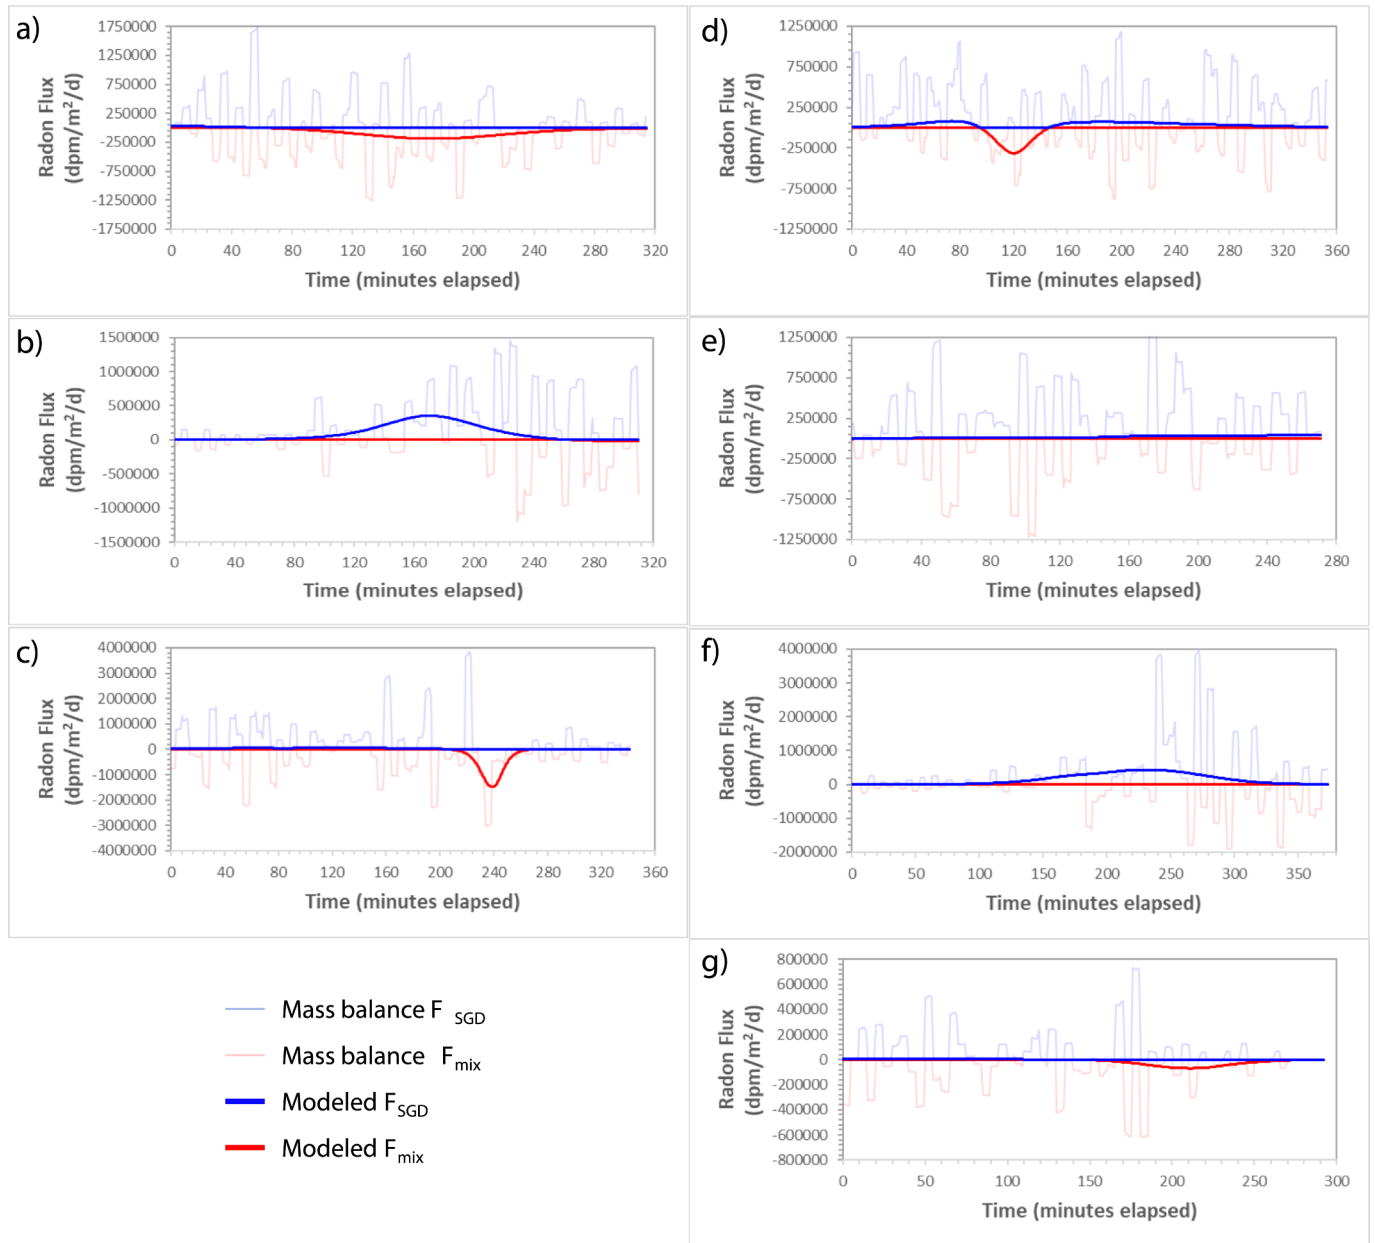 a)
1750000
1250000
750000
250000
-250000
-750000
-1250000
-1750000
Radon Flux
(dpm/m²/d)
0 40 80 120 160 200 240 280 320
Time (minutes elapsed)
b)
1500000
1000000
500000
0
-500000
-1000000
-1500000
Radon Flux
(dpm/m²/d)
0 40 80 120 160 200 240 280 320
Time (minutes elapsed)
c)
4000000
3000000
2000000
1000000
0
-1000000
-2000000
-3000000
-4000000
Radon Flux
(dpm/m²/d)
0 40 80 120 160 200 240 280 320 360
Time (minutes elapsed)
Mass balance F SGD
Mass balance Fmix
Modeled FSGD
Modeled Fmix
d)
1250000
750000
250000
-250000
-750000
-1250000
Radon Flux
(dpm/m²/d)
0 40 80 120 160 200 240 280 320 360
Time (minutes elapsed)
e)
1250000
750000
250000
-250000
-750000
-1250000
Radon Flux
(dpm/m²/d)
0 40 80 120 160 200 240 280
Time (minutes elapsed)
f)
4000000
3000000
2000000
1000000
0
-1000000
-2000000
Radon Flux
(dpm/m²/d)
0 50 100 150 200 250 300 350
Time (minutes elapsed)
g)
800000
600000
400000
200000
0
-200000
-400000
-600000
-800000
Radon Flux
(dpm/m²/d)
0 50 100 150 200 250 300
Time (minutes elapsed)